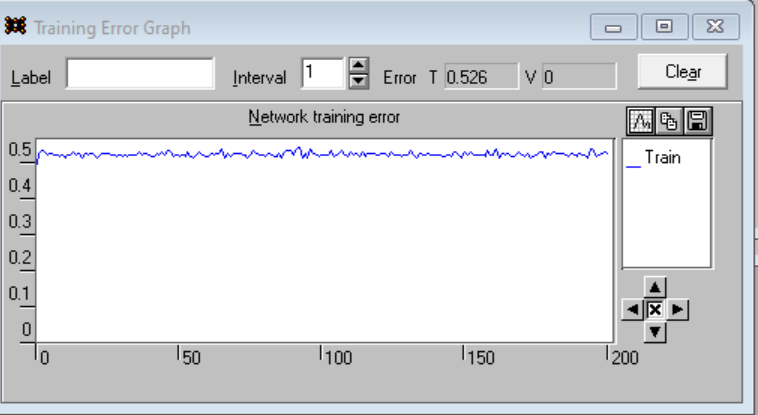 Training Error Graph
Label Interval 1 Error T 0.526 V 0 Clear
Network training error
Train
0.5
0.4
0.3
0.2
0.1
0
0 50 100 150 200